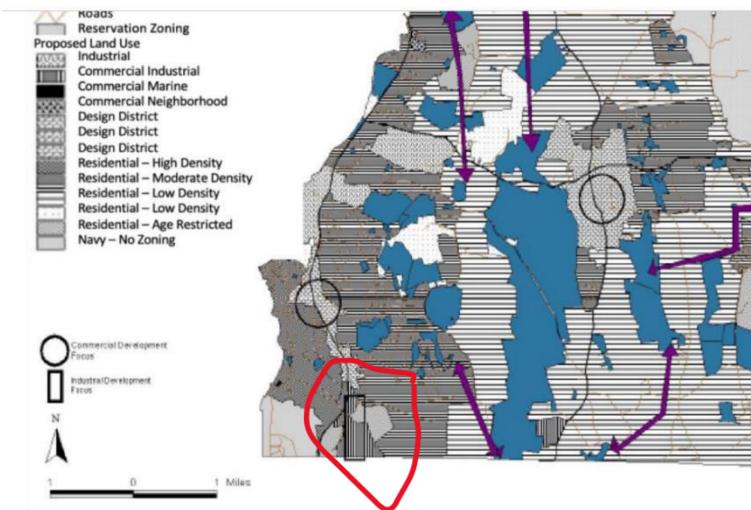 Roads
Reservation Zoning
Proposed Land Use
Industrial
Commercial Industrial
Commercial Marine
Commercial Neighborhood
Design District
Design District
Design District
Residential – High Density
Residential – Moderate Density
Residential – Low Density
Residential – Low Density
Residential – Age Restricted
Navy – No Zoning
Commercial Development
Focus
Industrial Development
Focus
N
1 0 1 Miles